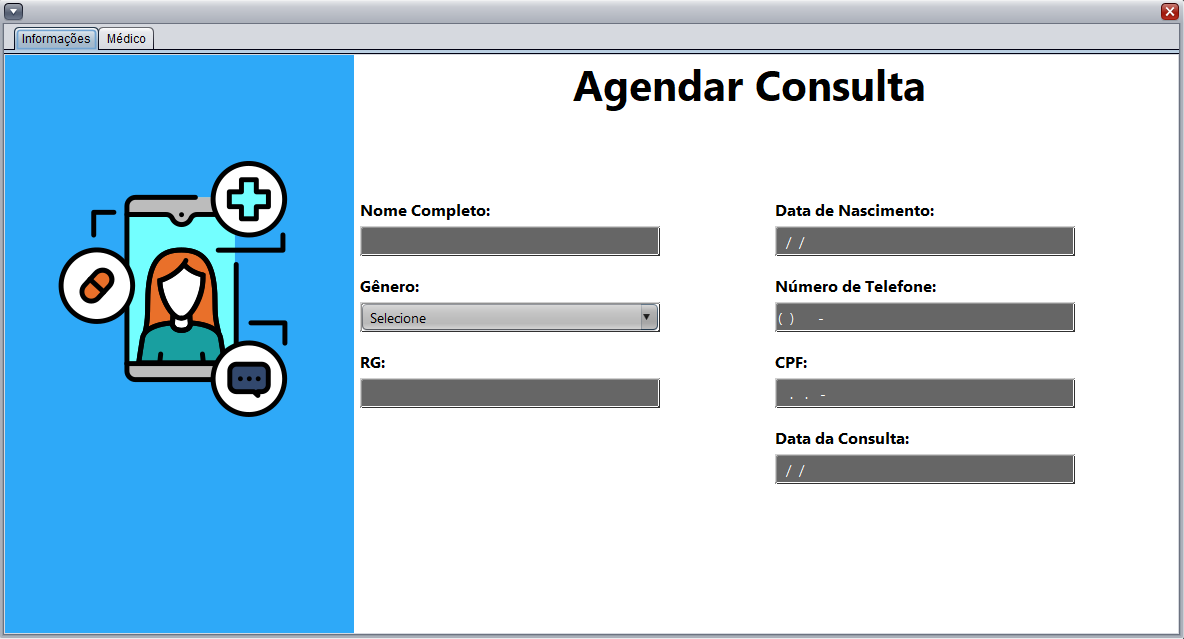 Informações Médico
Agendar Consulta
Nome Completo:
Data de Nascimento:
/ /
Gênero:
Número de Telefone:
Selecione
( ) -
RG:
CPF:
. . -
Data da Consulta:
/ /